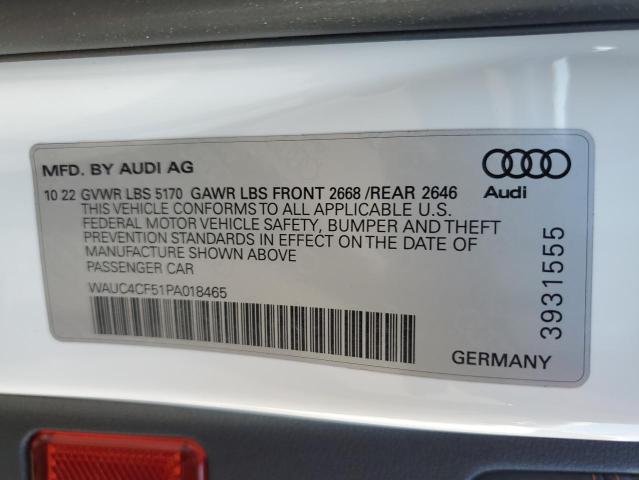 MFD. BY AUDI AG
10 22 GVWR LBS 5170 GAWR LBS FRONT 2668 /REAR 2646
THIS VEHICLE CONFORMS TO ALL APPLICABLE U.S.
FEDERAL MOTOR VEHICLE SAFETY, BUMPER AND THEFT
PREVENTION STANDARDS IN EFFECT ON THE DATE OF
MANUFACTURE SHOWN ABOVE
PASSENGER CAR
WAUC4CF51PA018465
Audi
3931555
GERMANY